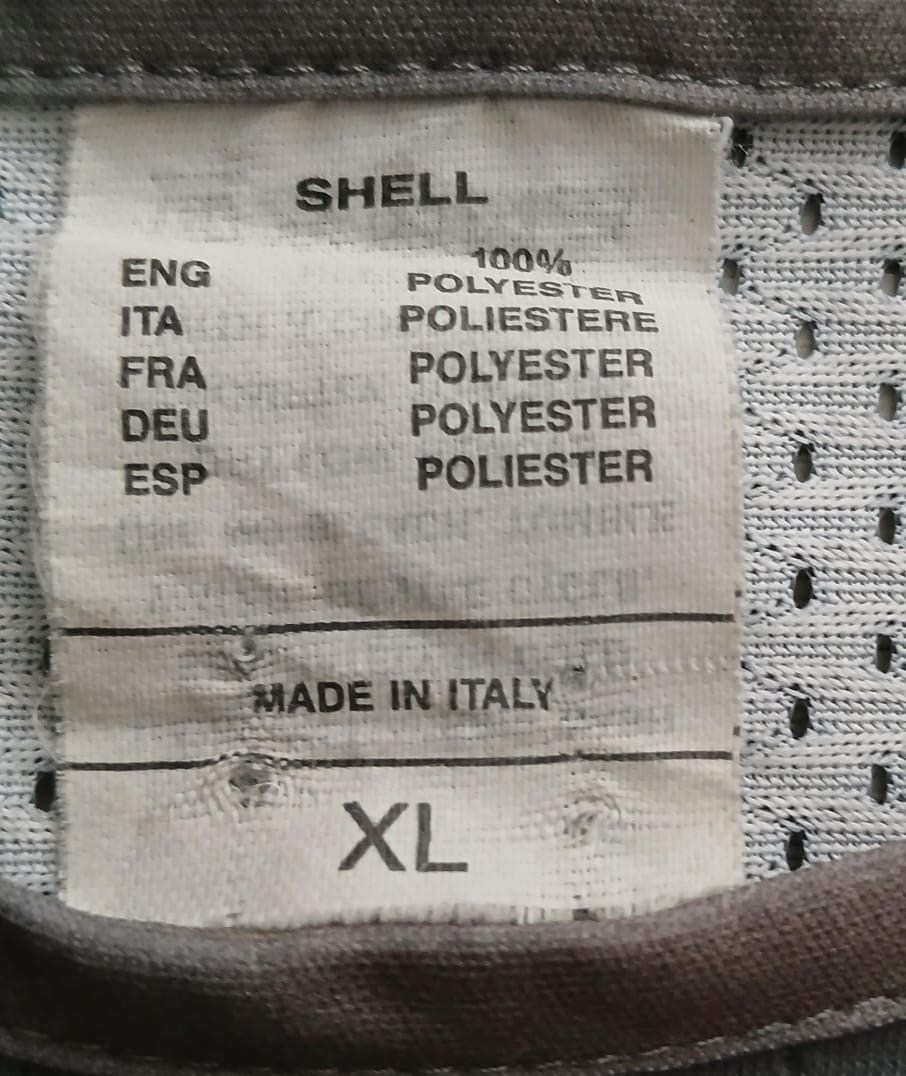 SHELL
100%
ENG POLYESTER
ITA POLIESTERE
FRA POLYESTER
DEU POLYESTER
ESP POLIESTER
MADE IN ITALY
XL